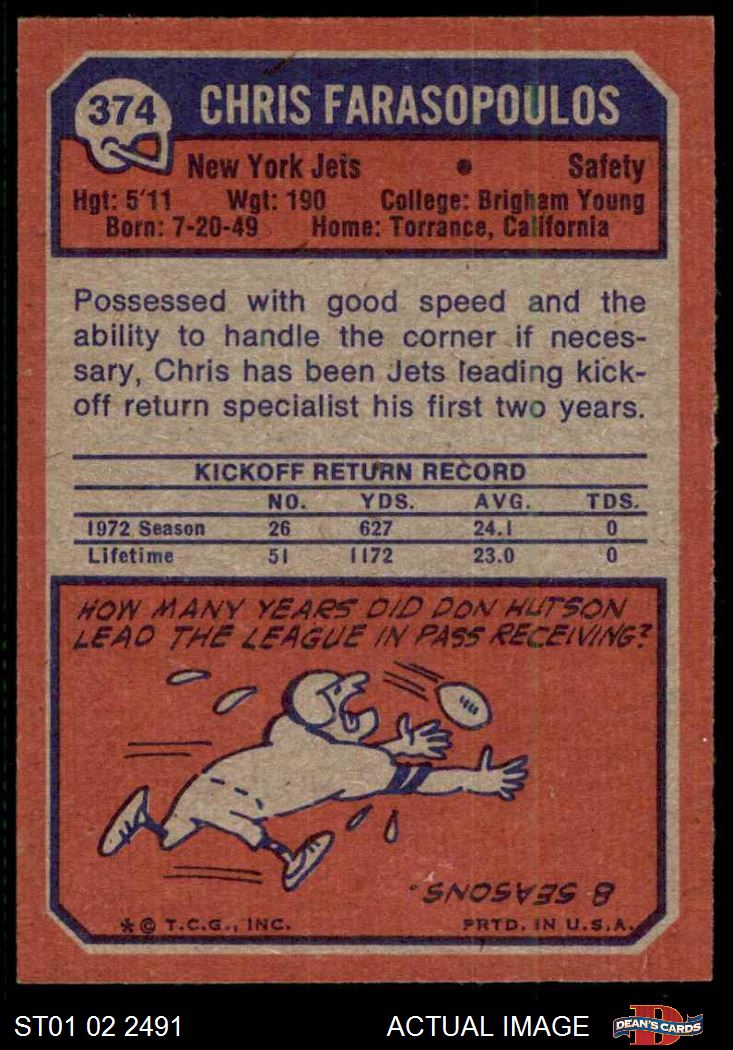 374
CHRIS FARASOPOULOS
New York Jets • Safety
Hgt: 5'11 Wgt: 190 College: Brigham Young
Born: 7-20-49 Home: Torrance, California
Possessed with good speed and the
ability to handle the corner if neces-
sary, Chris has been Jets leading kick-
off return specialist his first two years.
KICKOFF RETURN RECORD
NO. YDS. AVG. TDS.
1972 Season 26 627 24.1 0
Lifetime 51 1172 23.0 0
HOW MANY YEARS DID DON HUTSON
LEAD THE LEAGUE IN PASS RECEIVING?
8 SEASONS.
* © T.C.G., INC. PRTD. IN U.S.A.
ST01 02 2491 ACTUAL IMAGE D DEAN'S CARDS